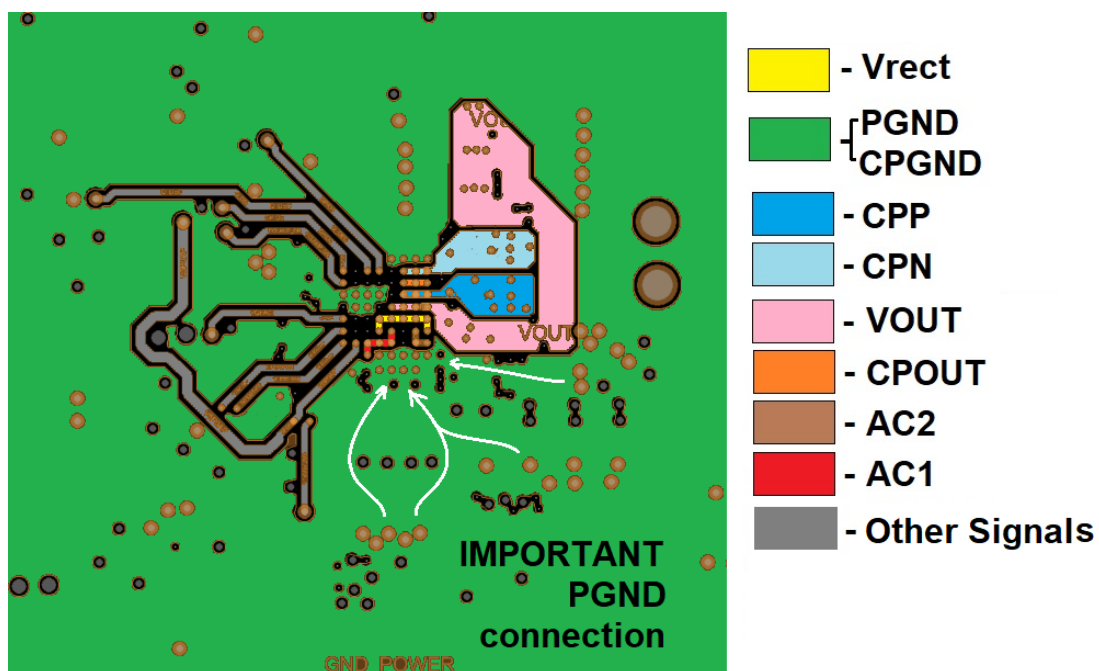 VOUT
- Vrect
- PGND
CPGND
- CPP
- CPN
- VOUT
- CPOUT
- AC2
- AC1
- Other Signals
VOUT
IMPORTANT
PGND
connection
GND POWER